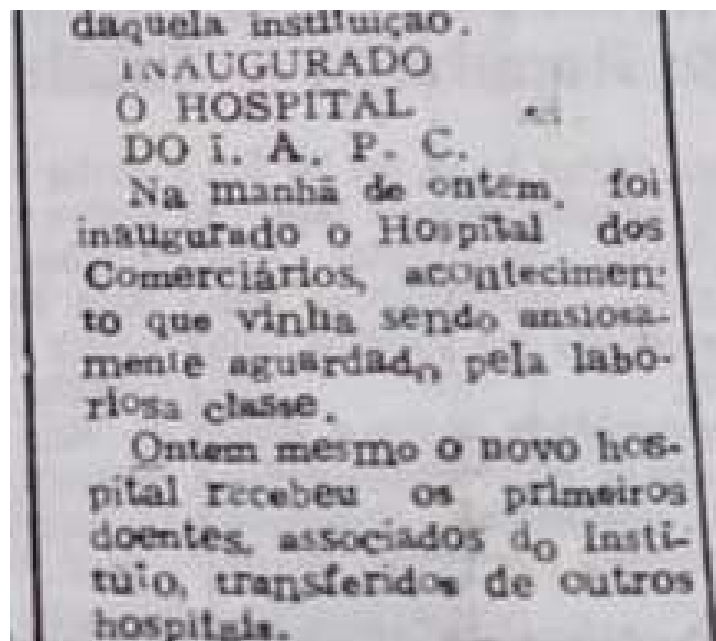 daquela instituição.
INAUGURADO
O HOSPITAL
DO I. A. P. C.
Na manhã de ontem, foi
inaugurado o Hospital dos
Comerciários, acontecimen-
to que vinha sendo ansiosa-
mente aguardado pela labo-
riosa classe.
Ontem mesmo o novo hos-
pital recebeu os primeiros
doentes, associados do Insti-
tuto, transferidos de outros
hospitais.